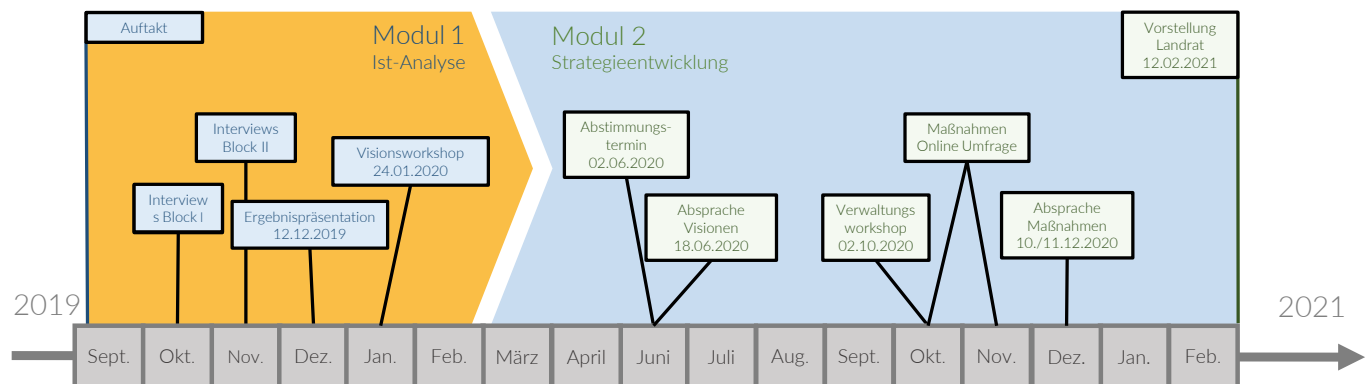 Auftakt
Modul 1
Ist-Analyse
Modul 2
Strategieentwicklung
Vorstellung
Landrat
12.02.2021
Interviews
Block II
Visionsworkshop
24.01.2020
Interview
s Block I
Ergebnispräsentation
12.12.2019
Abstimmungs-
termin
02.06.2020
Absprache
Visionen
18.06.2020
Maßnahmen
Online Umfrage
Verwaltungs
workshop
02.10.2020
Absprache
Maßnahmen
10./11.12.2020
2019
2021
Sept.
Okt.
Nov.
Dez.
Jan.
Feb.
März
April
Juni
Juli
Aug.
Sept.
Okt.
Nov.
Dez.
Jan.
Feb.